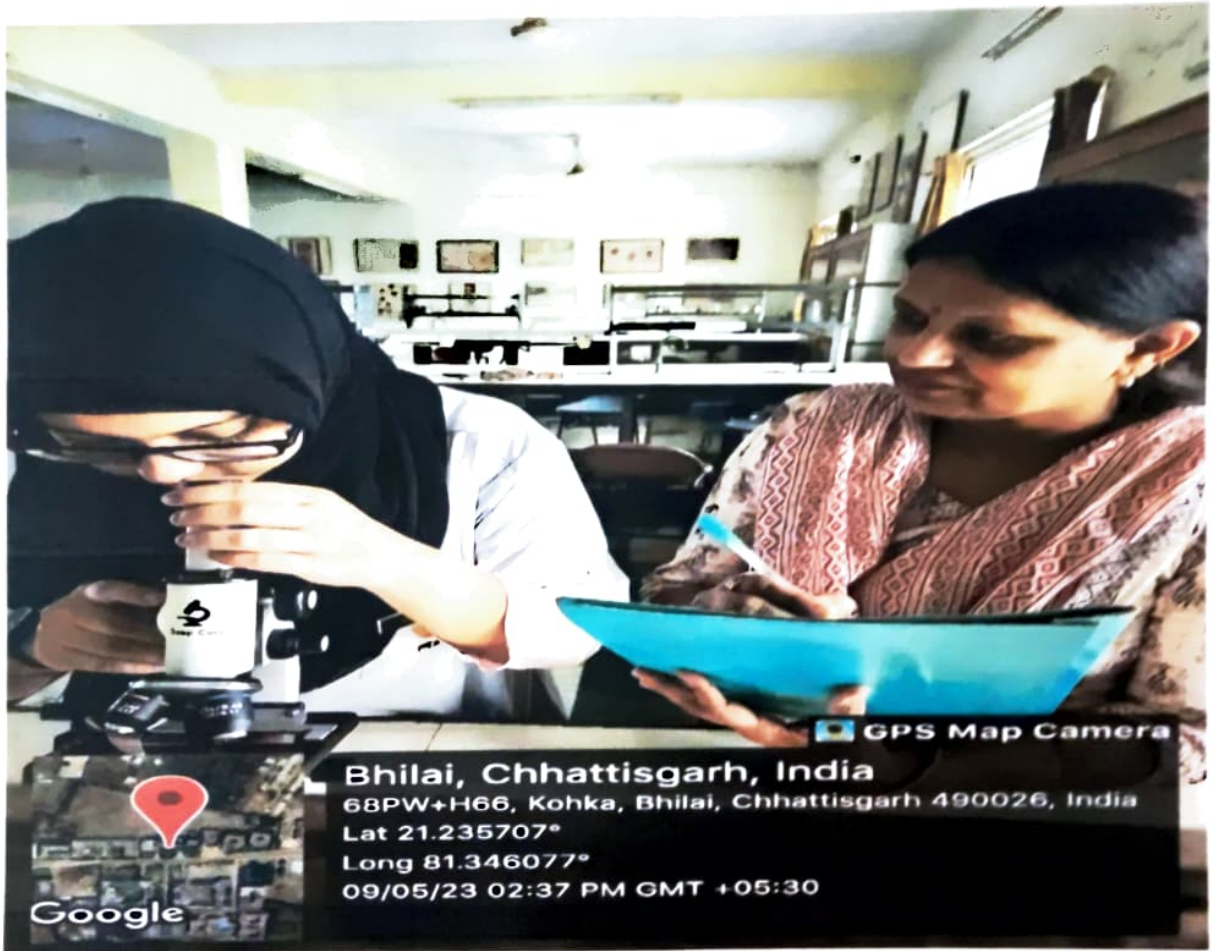 GPS Map Camera
Bhilai, Chhattisgarh, India
68PW+H66, Kohka, Bhilai, Chhattisgarh 490026, India
Lat 21.235707°
Long 81.346077°
09/05/23 02:37 PM GMT +05:30
Google